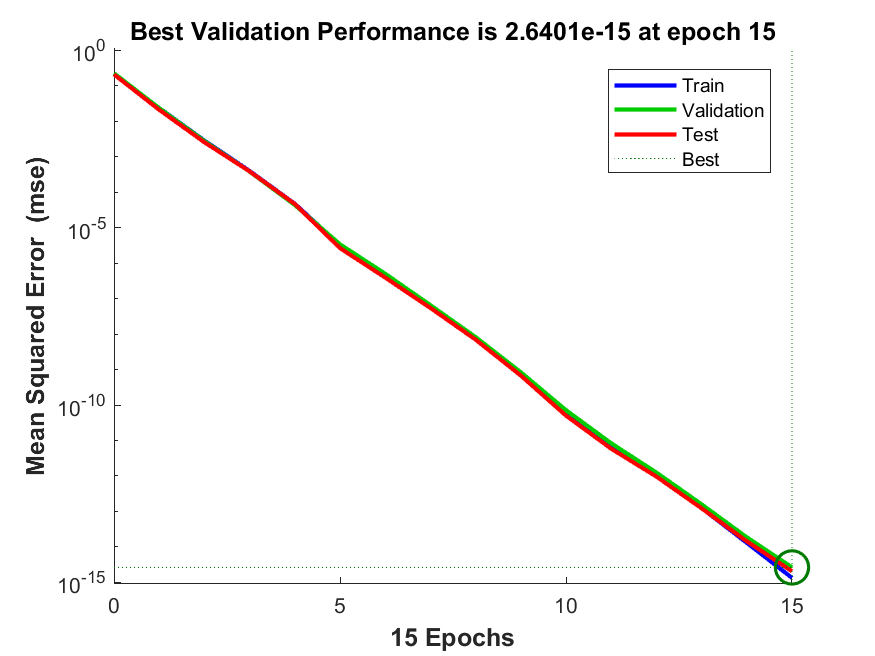 Best Validation Performance is 2.6401e-15 at epoch 15
Mean Squared Error  (mse)
10^0
10^-5
10^-10
10^-15
Train
Validation
Test
Best
0
5
10
15
15 Epochs